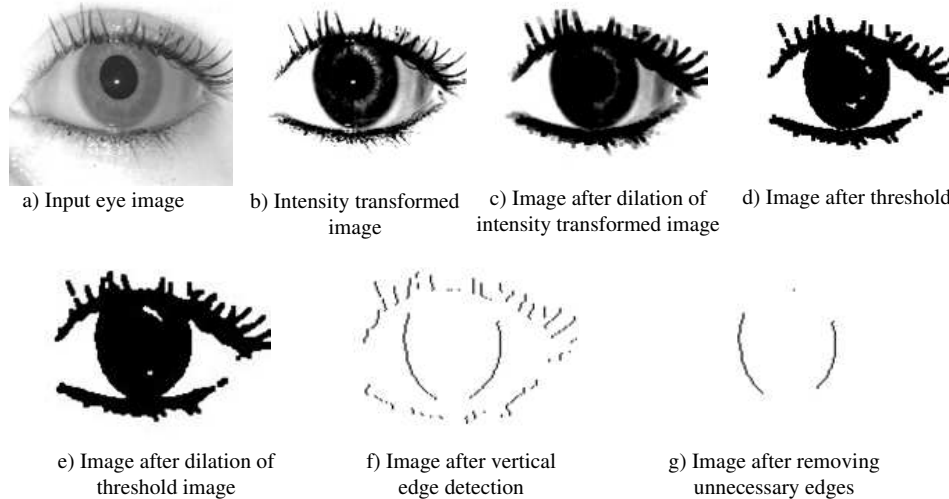 a) Input eye image
b) Intensity transformed
image
c) Image after dilation of
intensity transformed image
d) Image after threshold
e) Image after dilation of
threshold image
f) Image after vertical
edge detection
g) Image after removing
unnecessary edges